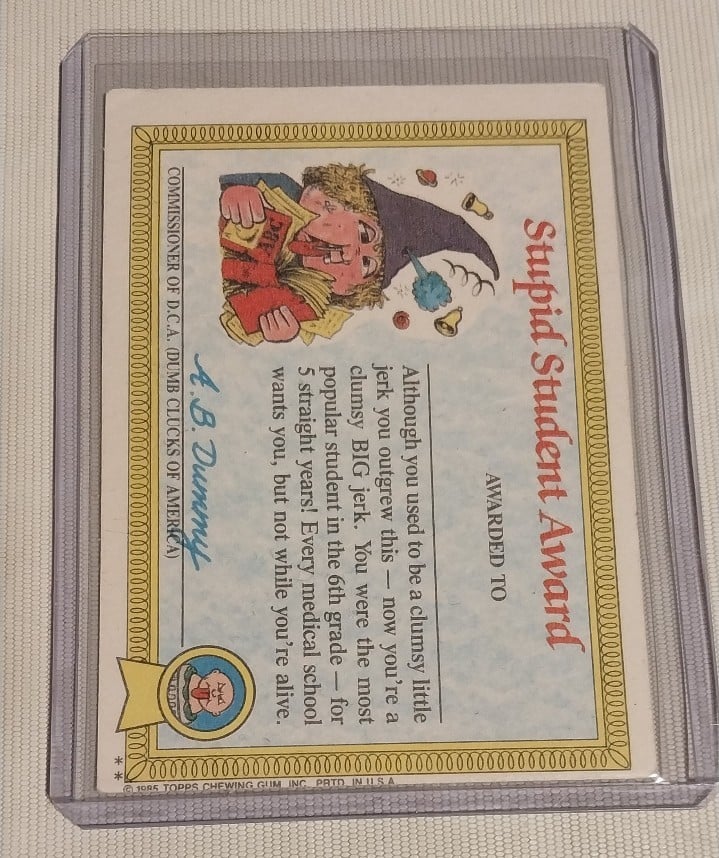 Stupid Student Award
AWARDED TO
Although you used to be a clumsy little
jerk you outgrew this — now you're a
clumsy BIG jerk. You were the most
popular student in the 6th grade — for
5 straight years! Every medical school
wants you, but not while you're alive.
ABC
A. B. Dummy
COMMISSIONER OF D.C.A. (DUMB CLUCKS OF AMERICA)
**
© 1985 TOPPS CHEWING GUM, INC. PRTD. IN U.S.A.